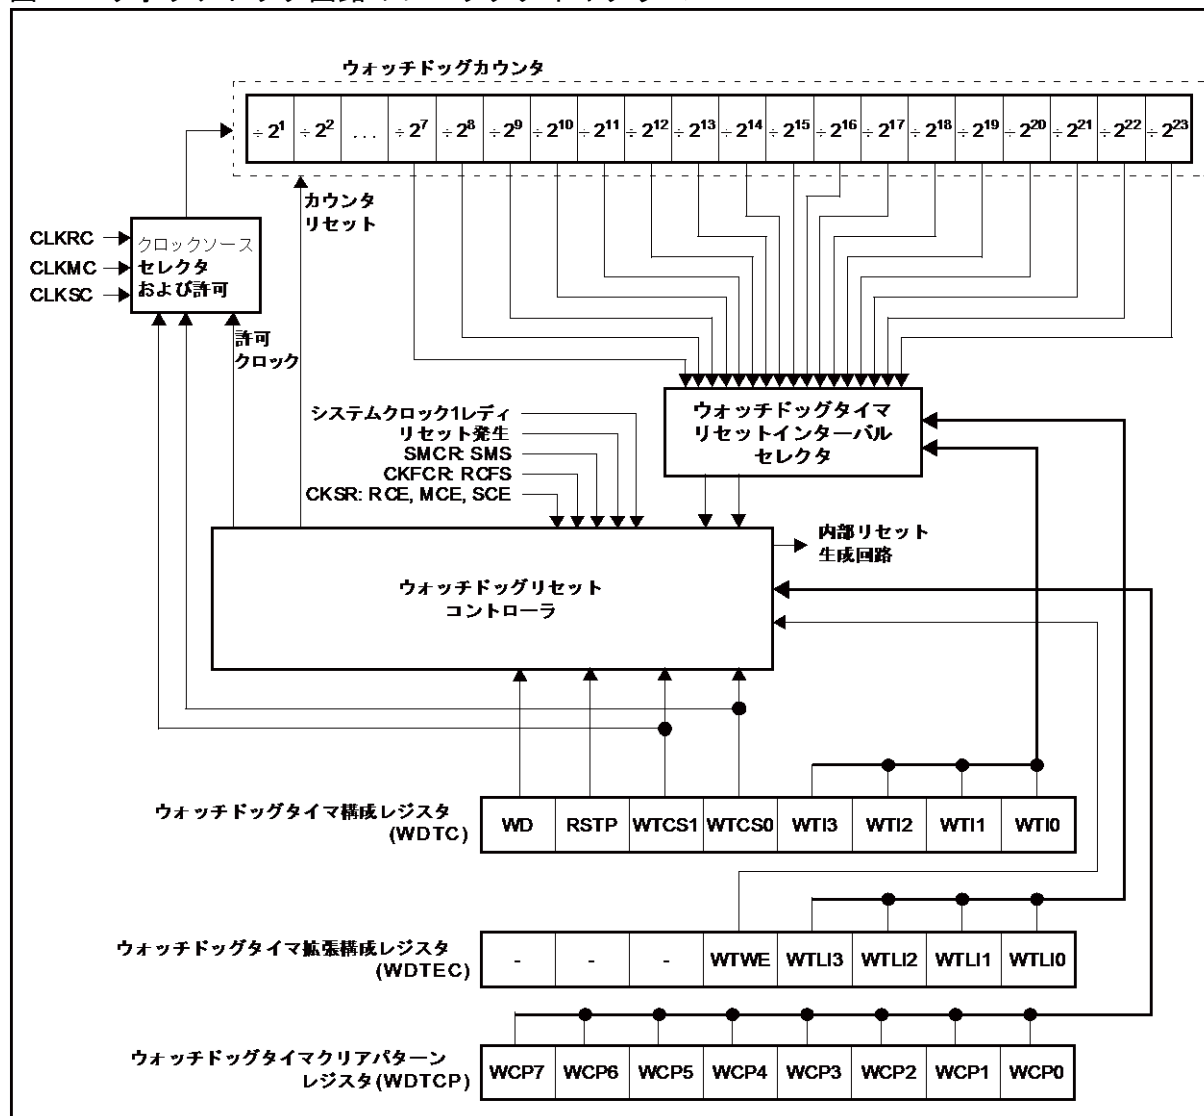 ウォッチドッグカウンタ
÷2¹ ÷2² ... ÷2⁷ ÷2⁸ ÷2⁹ ÷2¹⁰ ÷2¹¹ ÷2¹² ÷2¹³ ÷2¹⁴ ÷2¹⁵ ÷2¹⁶ ÷2¹⁷ ÷2¹⁸ ÷2¹⁹ ÷2²⁰ ÷2²¹ ÷2²² ÷2²³
カウンタ
リセット
CLKRC
CLKMC
CLKSC
クロックソース
セレクタ
および許可
許可
クロック
システムクロック1レディ
リセット発生
SMCR: SMS
CKFCR: RCFS
CKSR: RCE, MCE, SCE
ウォッチドッグタイマ
リセットインターバル
セレクタ
内部リセット
生成回路
ウォッチドッグリセット
コントローラ
ウォッチドッグタイマ構成レジスタ
(WDTC)
WD RSTP WTCS1 WTCS0 WTI3 WTI2 WTI1 WTI0
ウォッチドッグタイマ拡張構成レジスタ
(WDTEC)
- - - WTWE WTLI3 WTLI2 WTLI1 WTLI0
ウォッチドッグタイマクリアパターン
レジスタ(WDTCP)
WCP7 WCP6 WCP5 WCP4 WCP3 WCP2 WCP1 WCP0